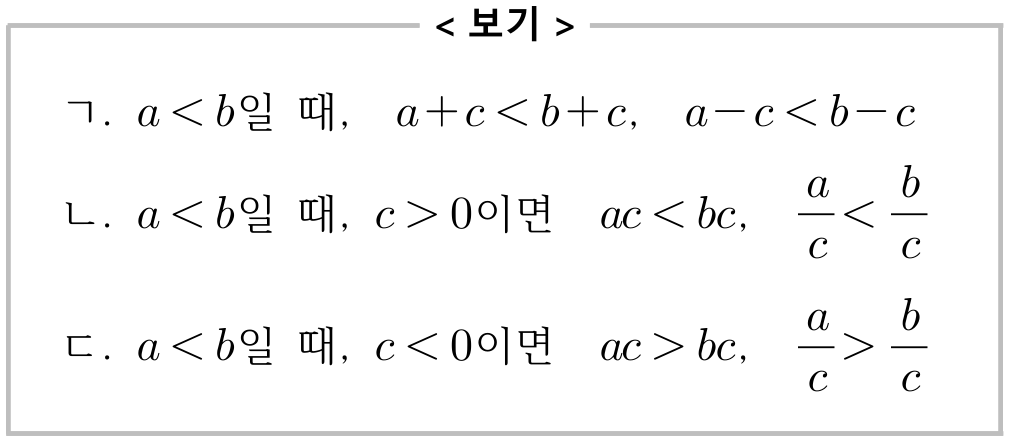 < 보기 >
ㄱ. a < b일 때, a+c < b+c, a-c < b-c
ㄴ. a < b일 때, c > 0이면 ac < bc, a/c < b/c
ㄷ. a < b일 때, c < 0이면 ac > bc, a/c > b/c